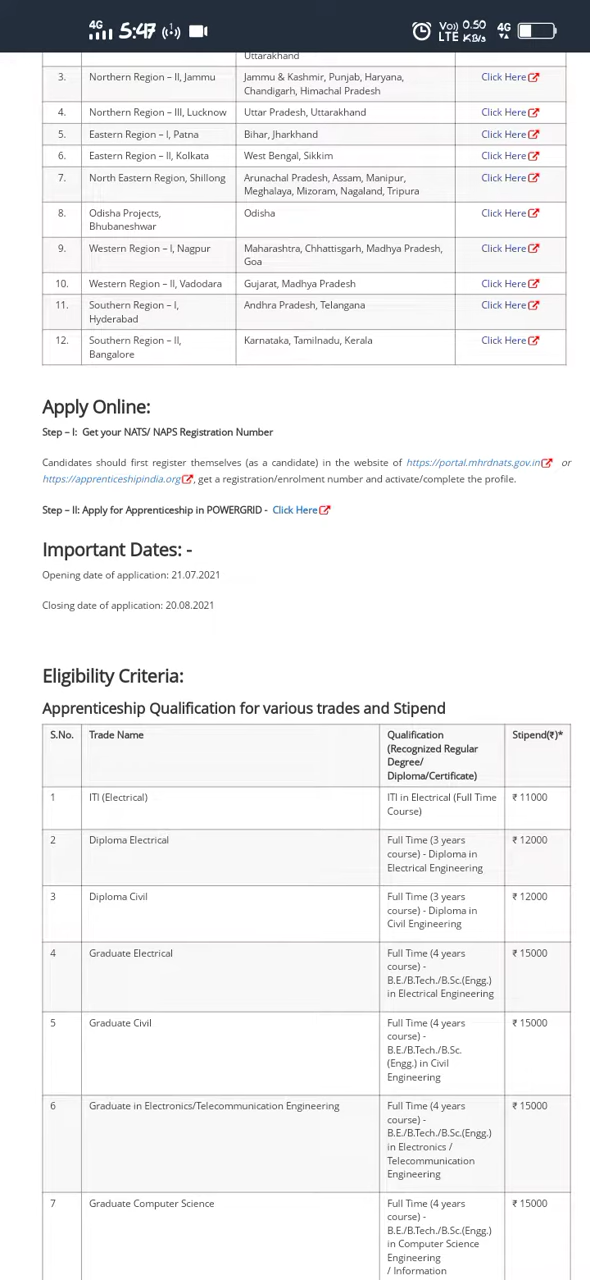 4G 5:47 Vo)) 0.50 4G
LTE KB/s
Uttarakhand
3. Northern Region – II, Jammu Jammu & Kashmir, Punjab, Haryana, Click Here
Chandigarh, Himachal Pradesh
4. Northern Region – III, Lucknow Uttar Pradesh, Uttarakhand Click Here
5. Eastern Region – I, Patna Bihar, Jharkhand Click Here
6. Eastern Region – II, Kolkata West Bengal, Sikkim Click Here
7. North Eastern Region, Shillong Arunachal Pradesh, Assam, Manipur, Click Here
Meghalaya, Mizoram, Nagaland, Tripura
8. Odisha Projects, Odisha Click Here
Bhubaneshwar
9. Western Region – I, Nagpur Maharashtra, Chhattisgarh, Madhya Pradesh, Click Here
Goa
10. Western Region – II, Vadodara Gujarat, Madhya Pradesh Click Here
11. Southern Region – I, Andhra Pradesh, Telangana Click Here
Hyderabad
12. Southern Region – II, Karnataka, Tamilnadu, Kerala Click Here
Bangalore
Apply Online:
Step – I: Get your NATS/ NAPS Registration Number
Candidates should first register themselves (as a candidate) in the website of https://portal.mhrdnats.gov.in or
https://apprenticeshipindia.org, get a registration/enrolment number and activate/complete the profile.
Step – II: Apply for Apprenticeship in POWERGRID - Click Here
Important Dates: -
Opening date of application: 21.07.2021
Closing date of application: 20.08.2021
Eligibility Criteria:
Apprenticeship Qualification for various trades and Stipend
S.No. Trade Name Qualification Stipend(₹)*
(Recognized Regular
Degree/
Diploma/Certificate)
1 ITI (Electrical) ITI in Electrical (Full Time ₹ 11000
Course)
2 Diploma Electrical Full Time (3 years ₹ 12000
course) - Diploma in
Electrical Engineering
3 Diploma Civil Full Time (3 years ₹ 12000
course) - Diploma in
Civil Engineering
4 Graduate Electrical Full Time (4 years ₹ 15000
course) -
B.E./B.Tech./B.Sc.(Engg.)
in Electrical Engineering
5 Graduate Civil Full Time (4 years ₹ 15000
course) -
B.E./B.Tech./B.Sc.
(Engg.) in Civil
Engineering
6 Graduate in Electronics/Telecommunication Engineering Full Time (4 years ₹ 15000
course) -
B.E./B.Tech./B.Sc.(Engg.)
in Electronics /
Telecommunication
Engineering
7 Graduate Computer Science Full Time (4 years ₹ 15000
course) -
B.E./B.Tech./B.Sc.(Engg.)
in Computer Science
Engineering
/ Information